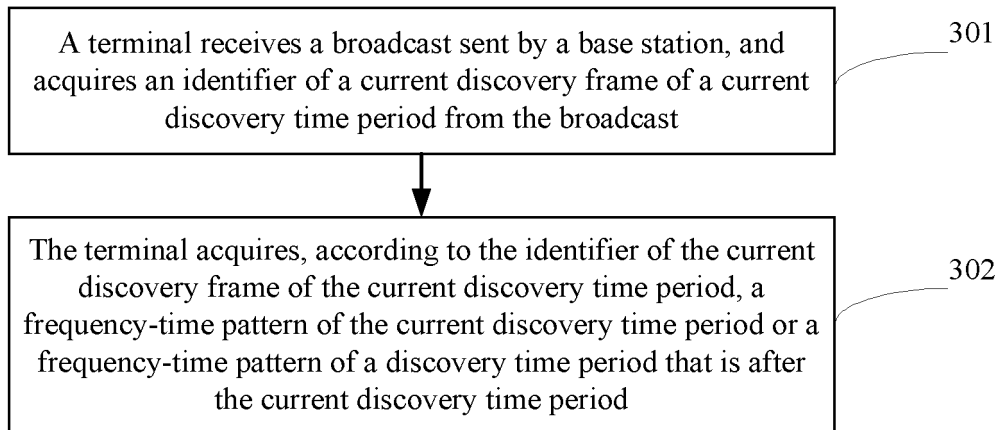 A terminal receives a broadcast sent by a base station, and
acquires an identifier of a current discovery frame of a current
discovery time period from the broadcast
301
The terminal acquires, according to the identifier of the current
discovery frame of the current discovery time period, a
frequency-time pattern of the current discovery time period or a
frequency-time pattern of a discovery time period that is after
the current discovery time period
302